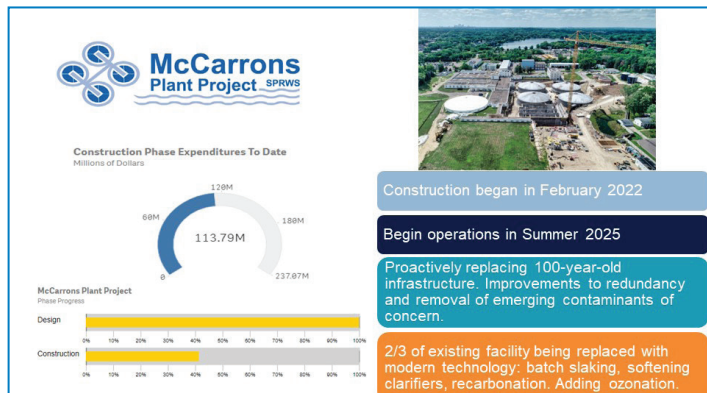 McCarrons
Plant Project SPRWS
Construction Phase Expenditures To Date
Millions of Dollars
120M
60M
180M
113.79M
0
237.07M
McCarrons Plant Project
Phase Progress
Design
0% 10% 20% 30% 40% 50% 60% 70% 80% 90% 100%
Construction
0% 10% 20% 30% 40% 50% 60% 70% 80% 90% 100%
Construction began in February 2022
Begin operations in Summer 2025
Proactively replacing 100-year-old
infrastructure. Improvements to redundancy
and removal of emerging contaminants of
concern.
2/3 of existing facility being replaced with
modern technology: batch slaking, softening
clarifiers, recarbonation. Adding ozonation.